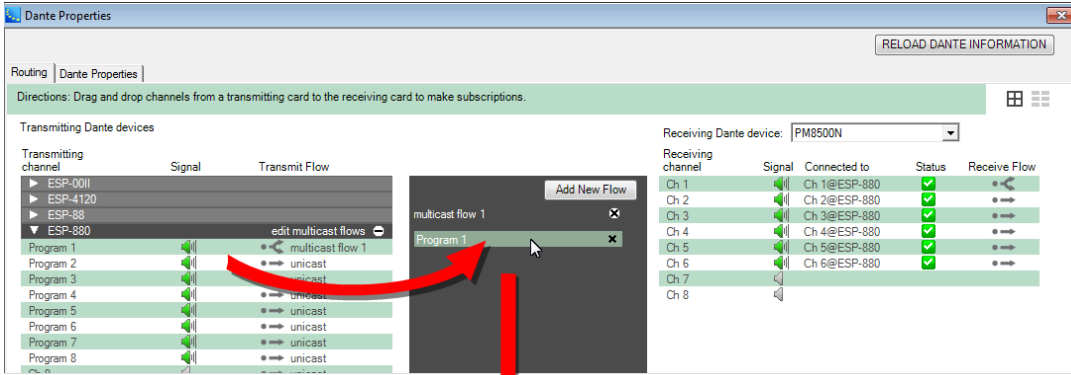 Dante Properties
RELOAD DANTE INFORMATION
Routing Dante Properties
Directions: Drag and drop channels from a transmitting card to the receiving card to make subscriptions.
Transmitting Dante devices
Transmitting channel Signal Transmit Flow
ESP-00II
ESP-4120
ESP-88
ESP-880 edit multicast flows
Program 1 multicast flow 1
Program 2 unicast
Program 3 unicast
Program 4 unicast
Program 5 unicast
Program 6 unicast
Program 7 unicast
Program 8 unicast
Ch 9 unicast
Add New Flow
multicast flow 1
Program 1
Receiving Dante device: PM8500N
Receiving channel Signal Connected to Status Receive Flow
Ch 1 Ch 1@ESP-880
Ch 2 Ch 2@ESP-880
Ch 3 Ch 3@ESP-880
Ch 4 Ch 4@ESP-880
Ch 5 Ch 5@ESP-880
Ch 6 Ch 6@ESP-880
Ch 7
Ch 8